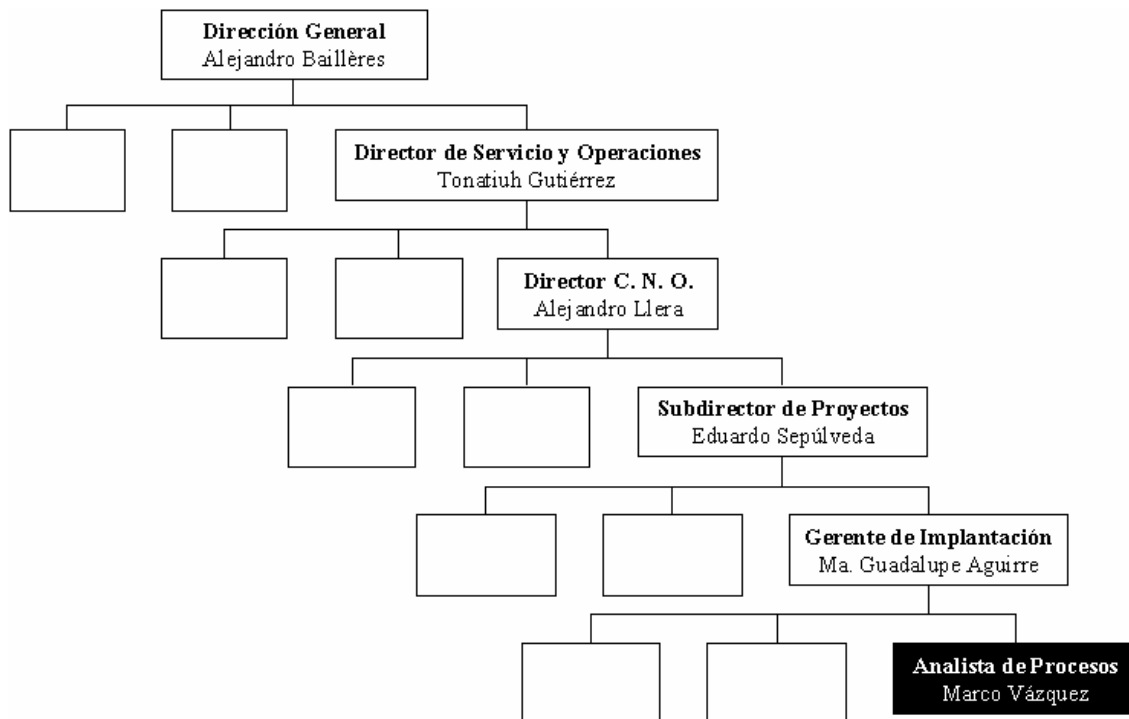 Dirección General
Alejandro Baillères
Director de Servicio y Operaciones
Tonatiuh Gutiérrez
Director C. N. O.
Alejandro Llera
Subdirector de Proyectos
Eduardo Sepúlveda
Gerente de Implantación
Ma. Guadalupe Aguirre
Analista de Procesos
Marco Vázquez